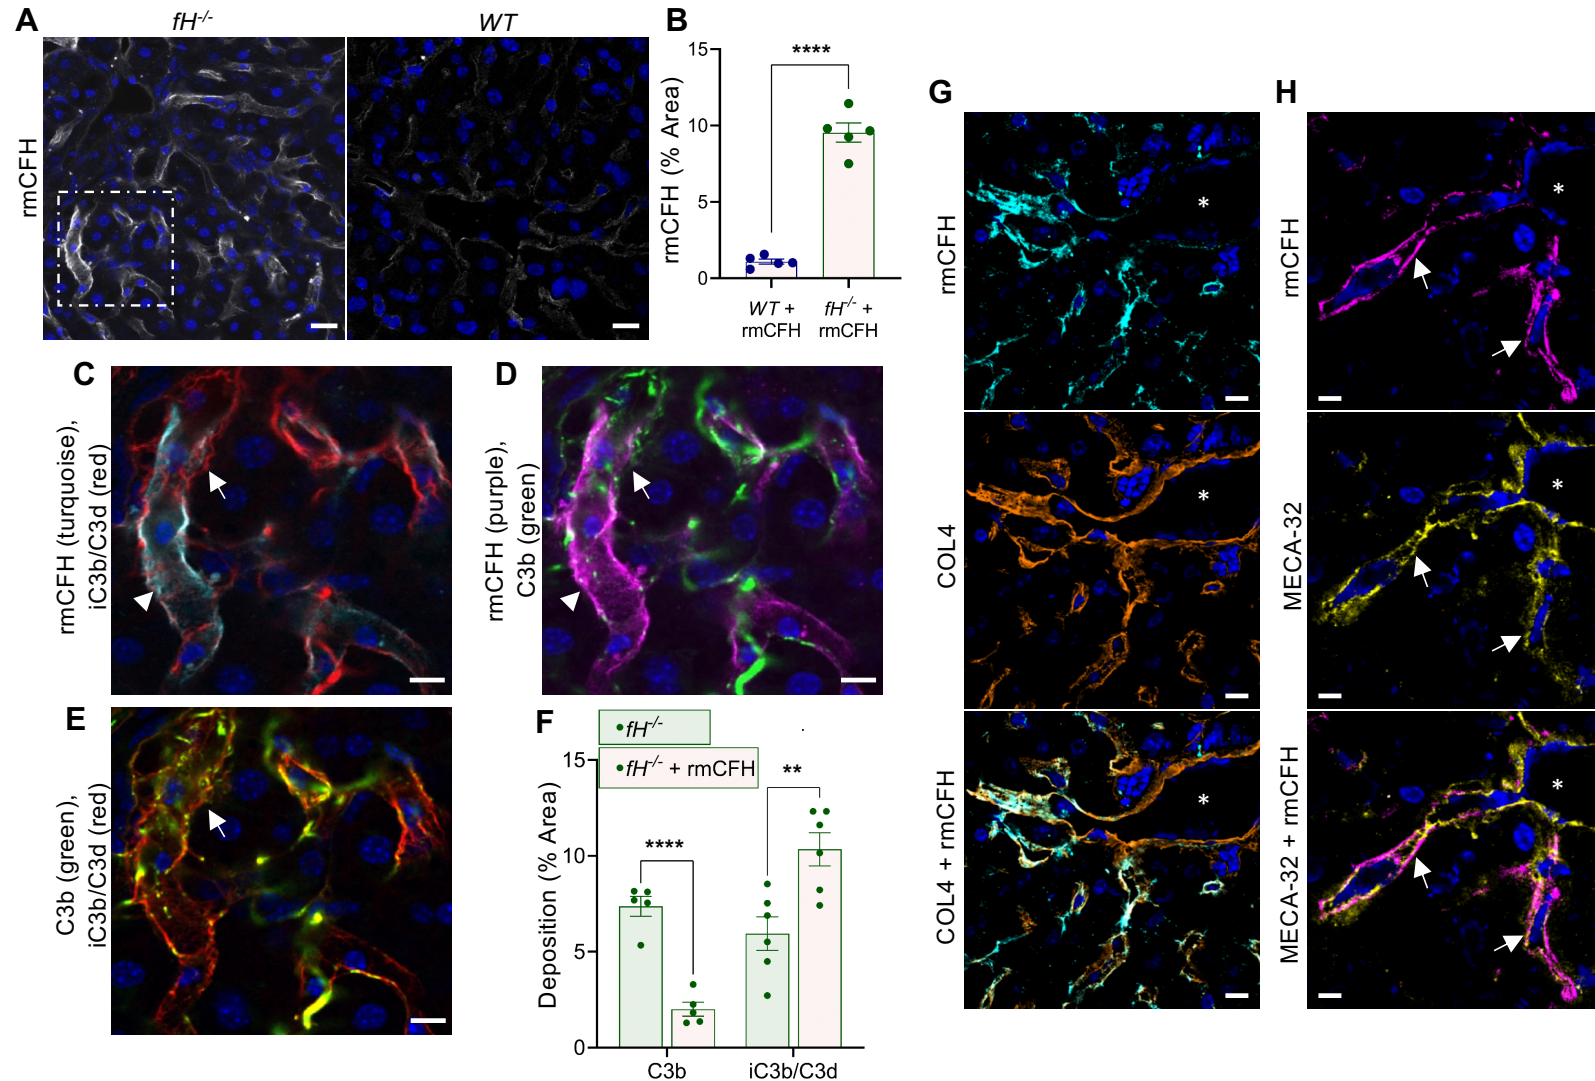 A
fH-/-
WT
rmCFH
B
****
15
10
5
0
rmCFH (% Area)
WT +
rmCFH
fH-/- +
rmCFH
C
rmCFH (turquoise),
iC3b/C3d (red)
D
rmCFH (purple),
C3b (green)
E
C3b (green),
iC3b/C3d (red)
F
fH-/-
fH-/- + rmCFH
****
**
15
10
5
0
Deposition (% Area)
C3b
iC3b/C3d
G
rmCFH
*
COL4
*
COL4 + rmCFH
*
H
rmCFH
*
MECA-32
*
MECA-32 + rmCFH
*